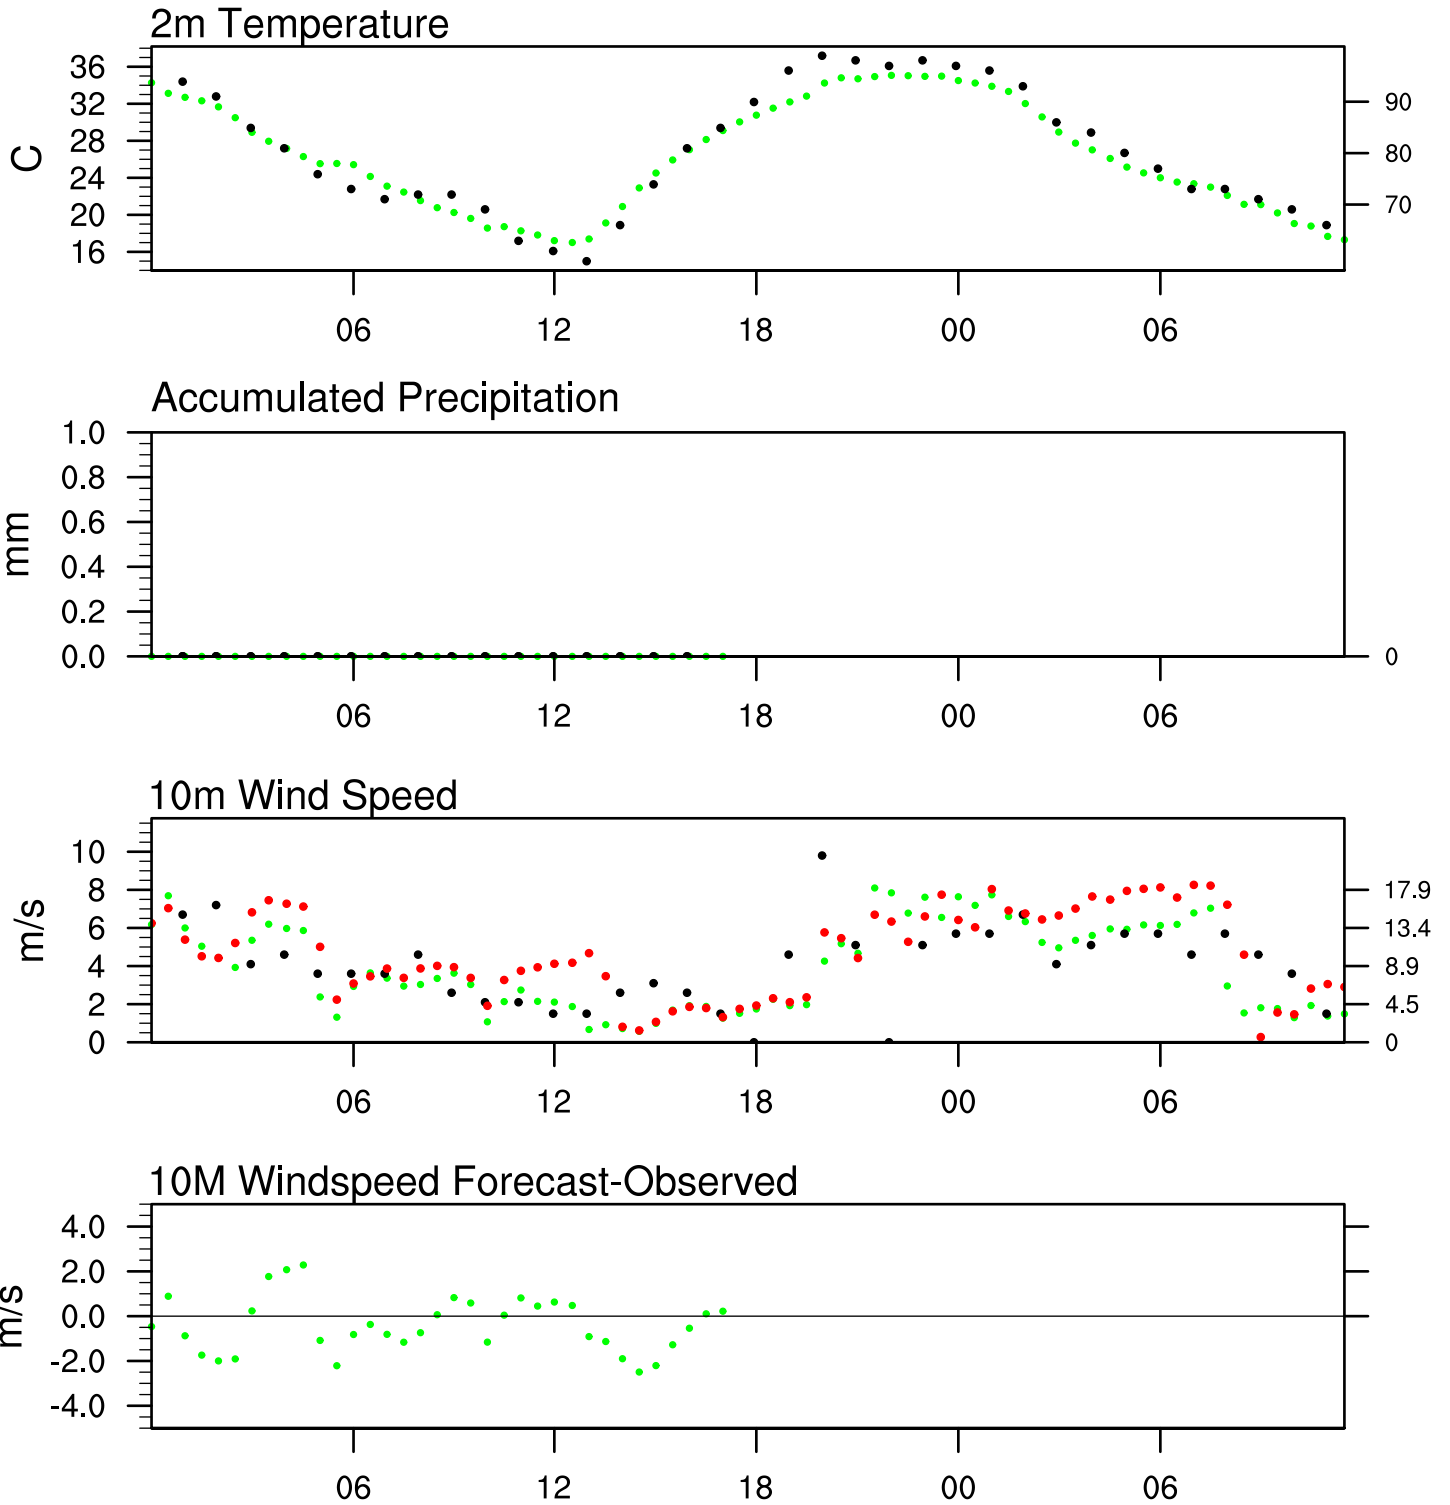 2m Temperature
36
32
28
24
20
16
C
90
80
70
06 12 18 00 06
Accumulated Precipitation
1.0
0.8
0.6
0.4
0.2
0.0
mm
0
06 12 18 00 06
10m Wind Speed
10
8
6
4
2
0
m/s
17.9
13.4
8.9
4.5
0
06 12 18 00 06
10M Windspeed Forecast-Observed
4.0
2.0
0.0
-2.0
-4.0
m/s
06 12 18 00 06